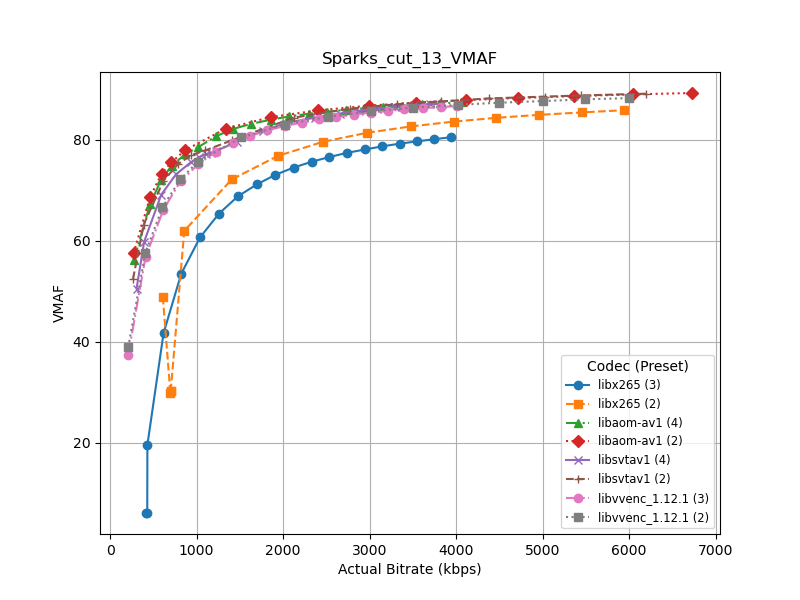 Sparks_cut_13_VMAF
VMAF
80
60
40
20
0
1000
2000
3000
4000
5000
6000
7000
Actual Bitrate (kbps)
Codec (Preset)
libx265 (3)
libx265 (2)
libaom-av1 (4)
libaom-av1 (2)
libsvtav1 (4)
libsvtav1 (2)
libvvenc_1.12.1 (3)
libvvenc_1.12.1 (2)